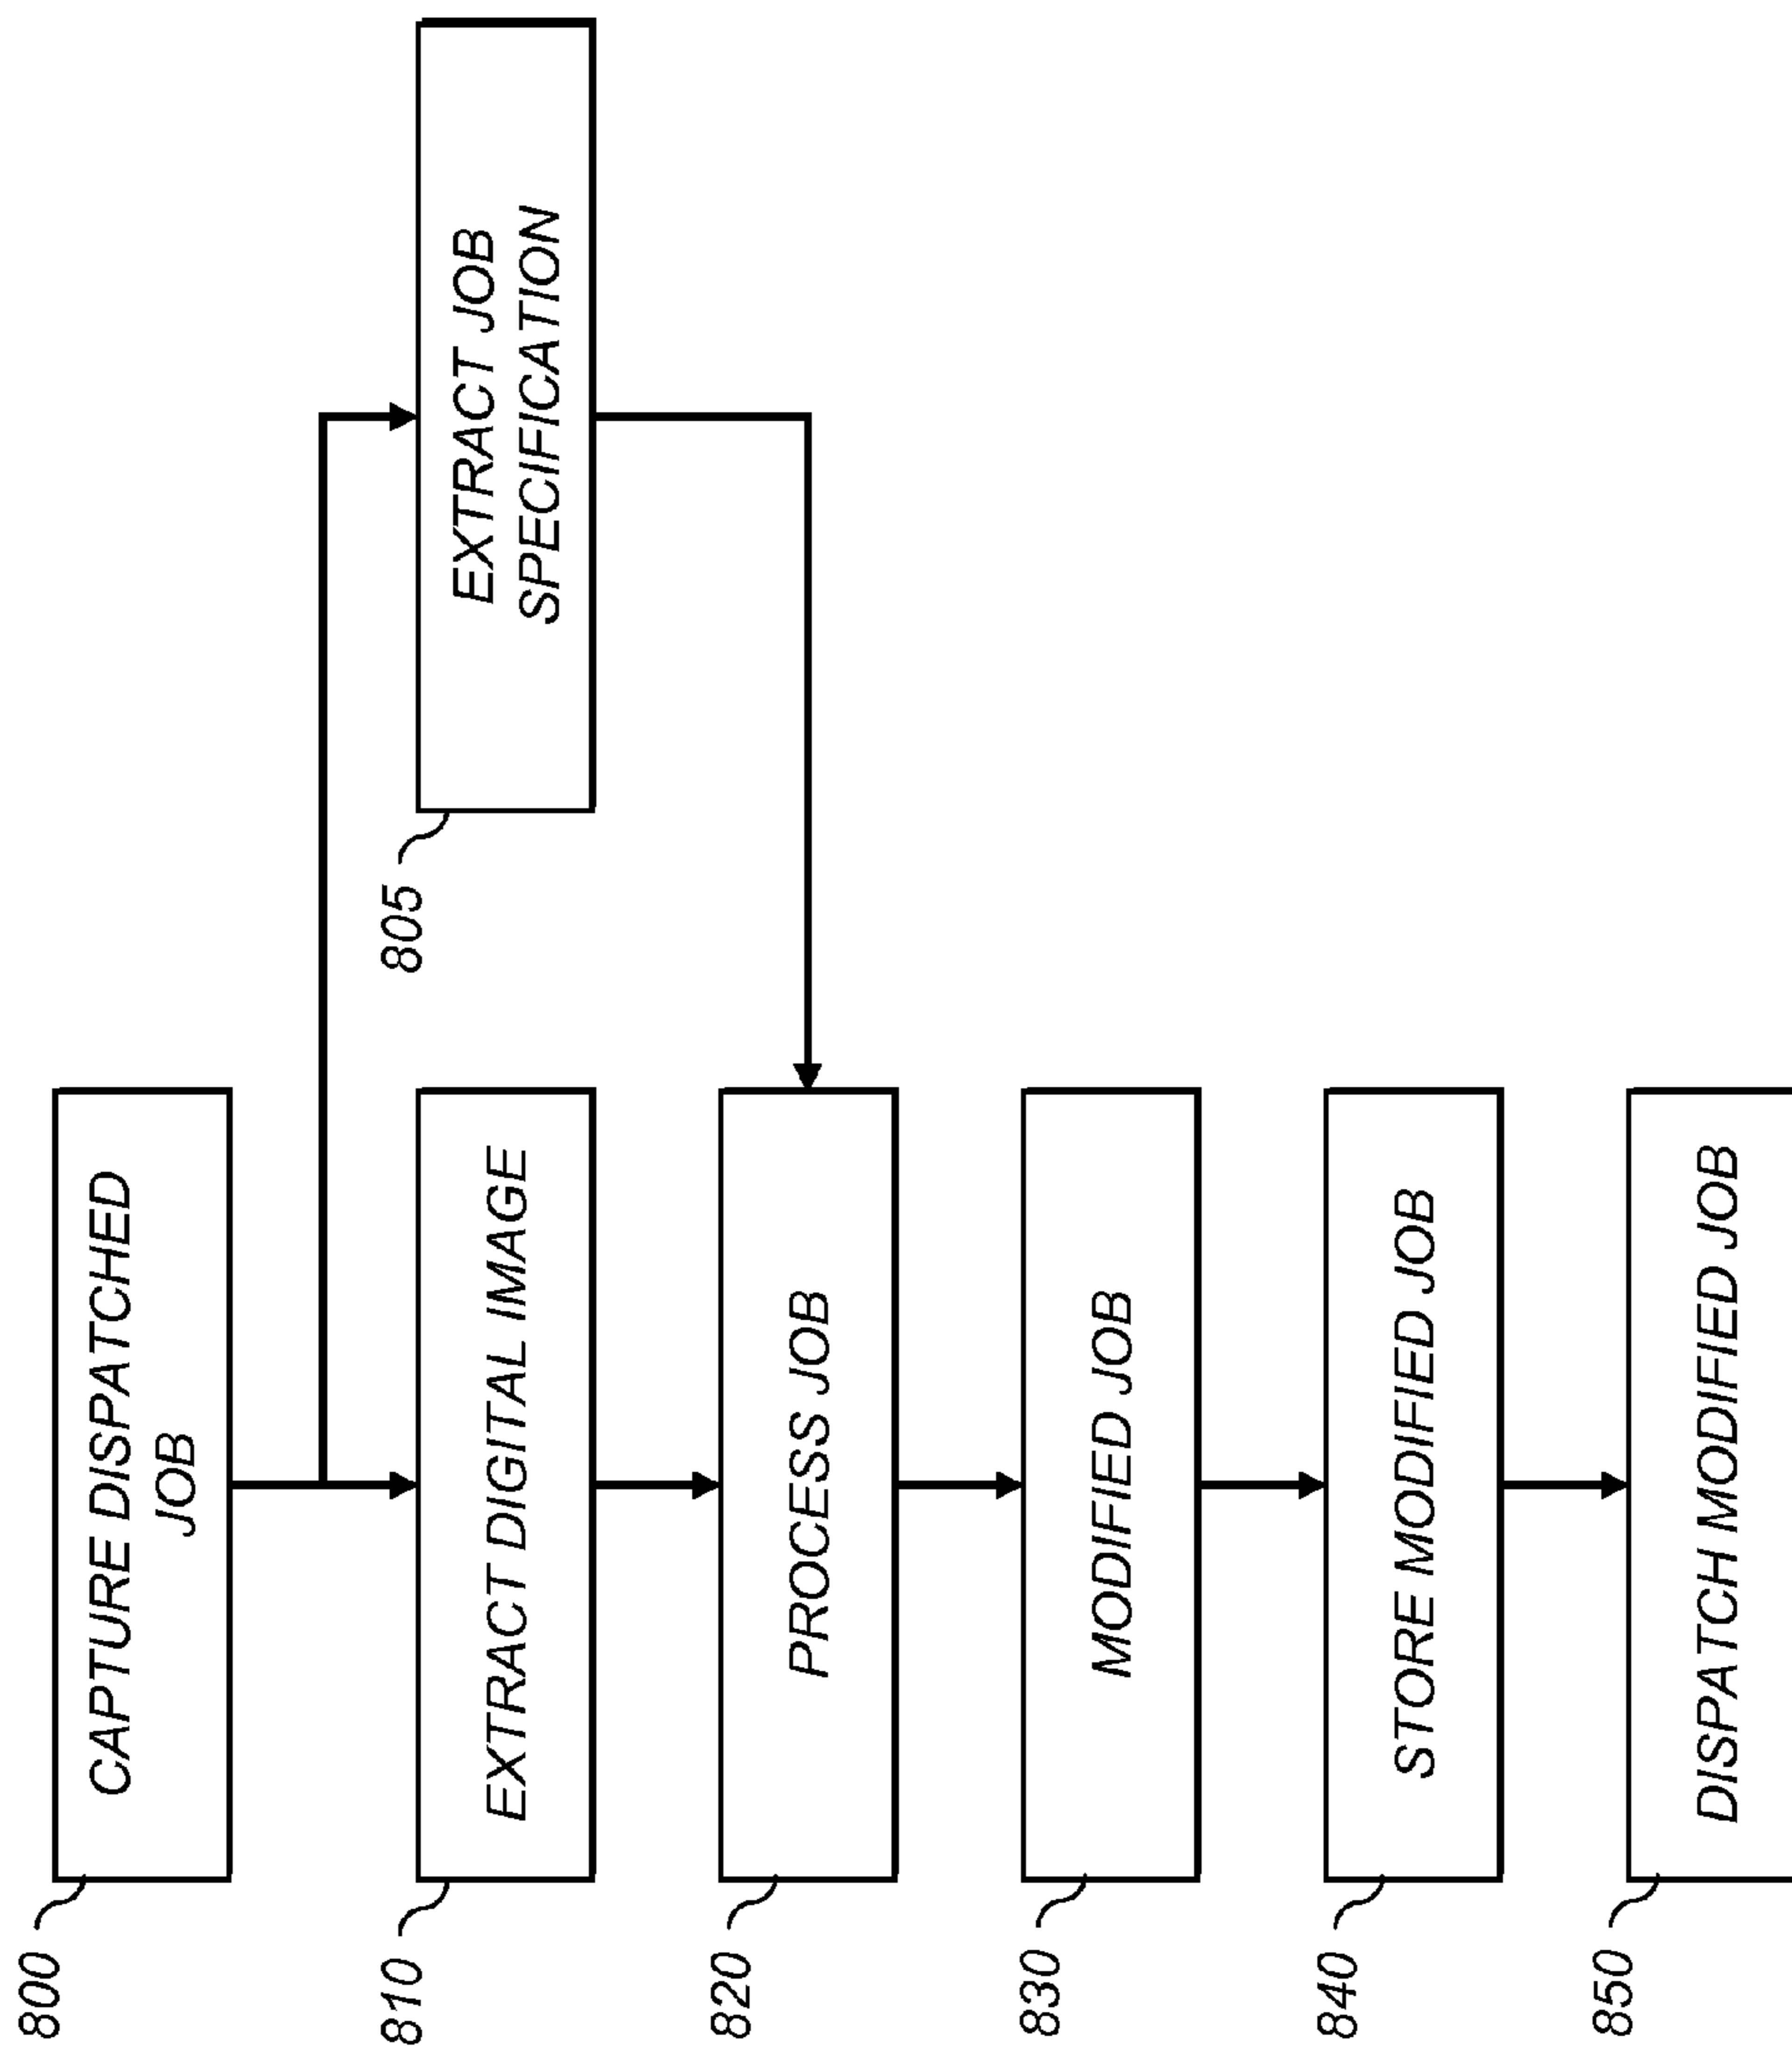 800
CAPTURE DISPATCHED
JOB
805
EXTRACT JOB
SPECIFICATION
810
EXTRACT DIGITAL IMAGE
820
PROCESS JOB
830
MODIFIED JOB
840
STORE MODIFIED JOB
850
DISPATCH MODIFIED JOB